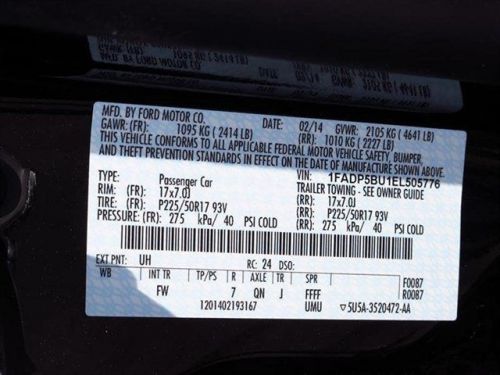 MFD. BY FORD MOTOR CO.
DATE: 02/14 GVWR: 2105 KG ( 4641 LB)
GAWR: (FR): 1095 KG ( 2414 LB) (RR): 1010 KG ( 2227 LB)
THIS VEHICLE CONFORMS TO ALL APPLICABLE FEDERAL MOTOR VEHICLE SAFETY, BUMPER,
AND THEFT PREVENTION STANDARDS IN EFFECT ON THE DATE OF MANUFACTURE SHOWN ABOVE.
VIN: 1FADP5BU1EL505776
TYPE: Passenger Car TRAILER TOWING - SEE OWNER GUIDE
RIM: (FR): 17x7.0J (RR): 17x7.0J
TIRE: (FR): P225/50R17 93V (RR): P225/50R17 93V
PRESSURE: (FR): 275 kPa/ 40 PSI COLD (RR): 275 kPa/ 40 PSI COLD
EXT PNT: UH RC: 24 DSO:
WB INT TR TP/PS R AXLE TR SPR F0087
FW 7 QN J FFFF R0087
1201402193167 UMU ▽5U5A-3520472-AA